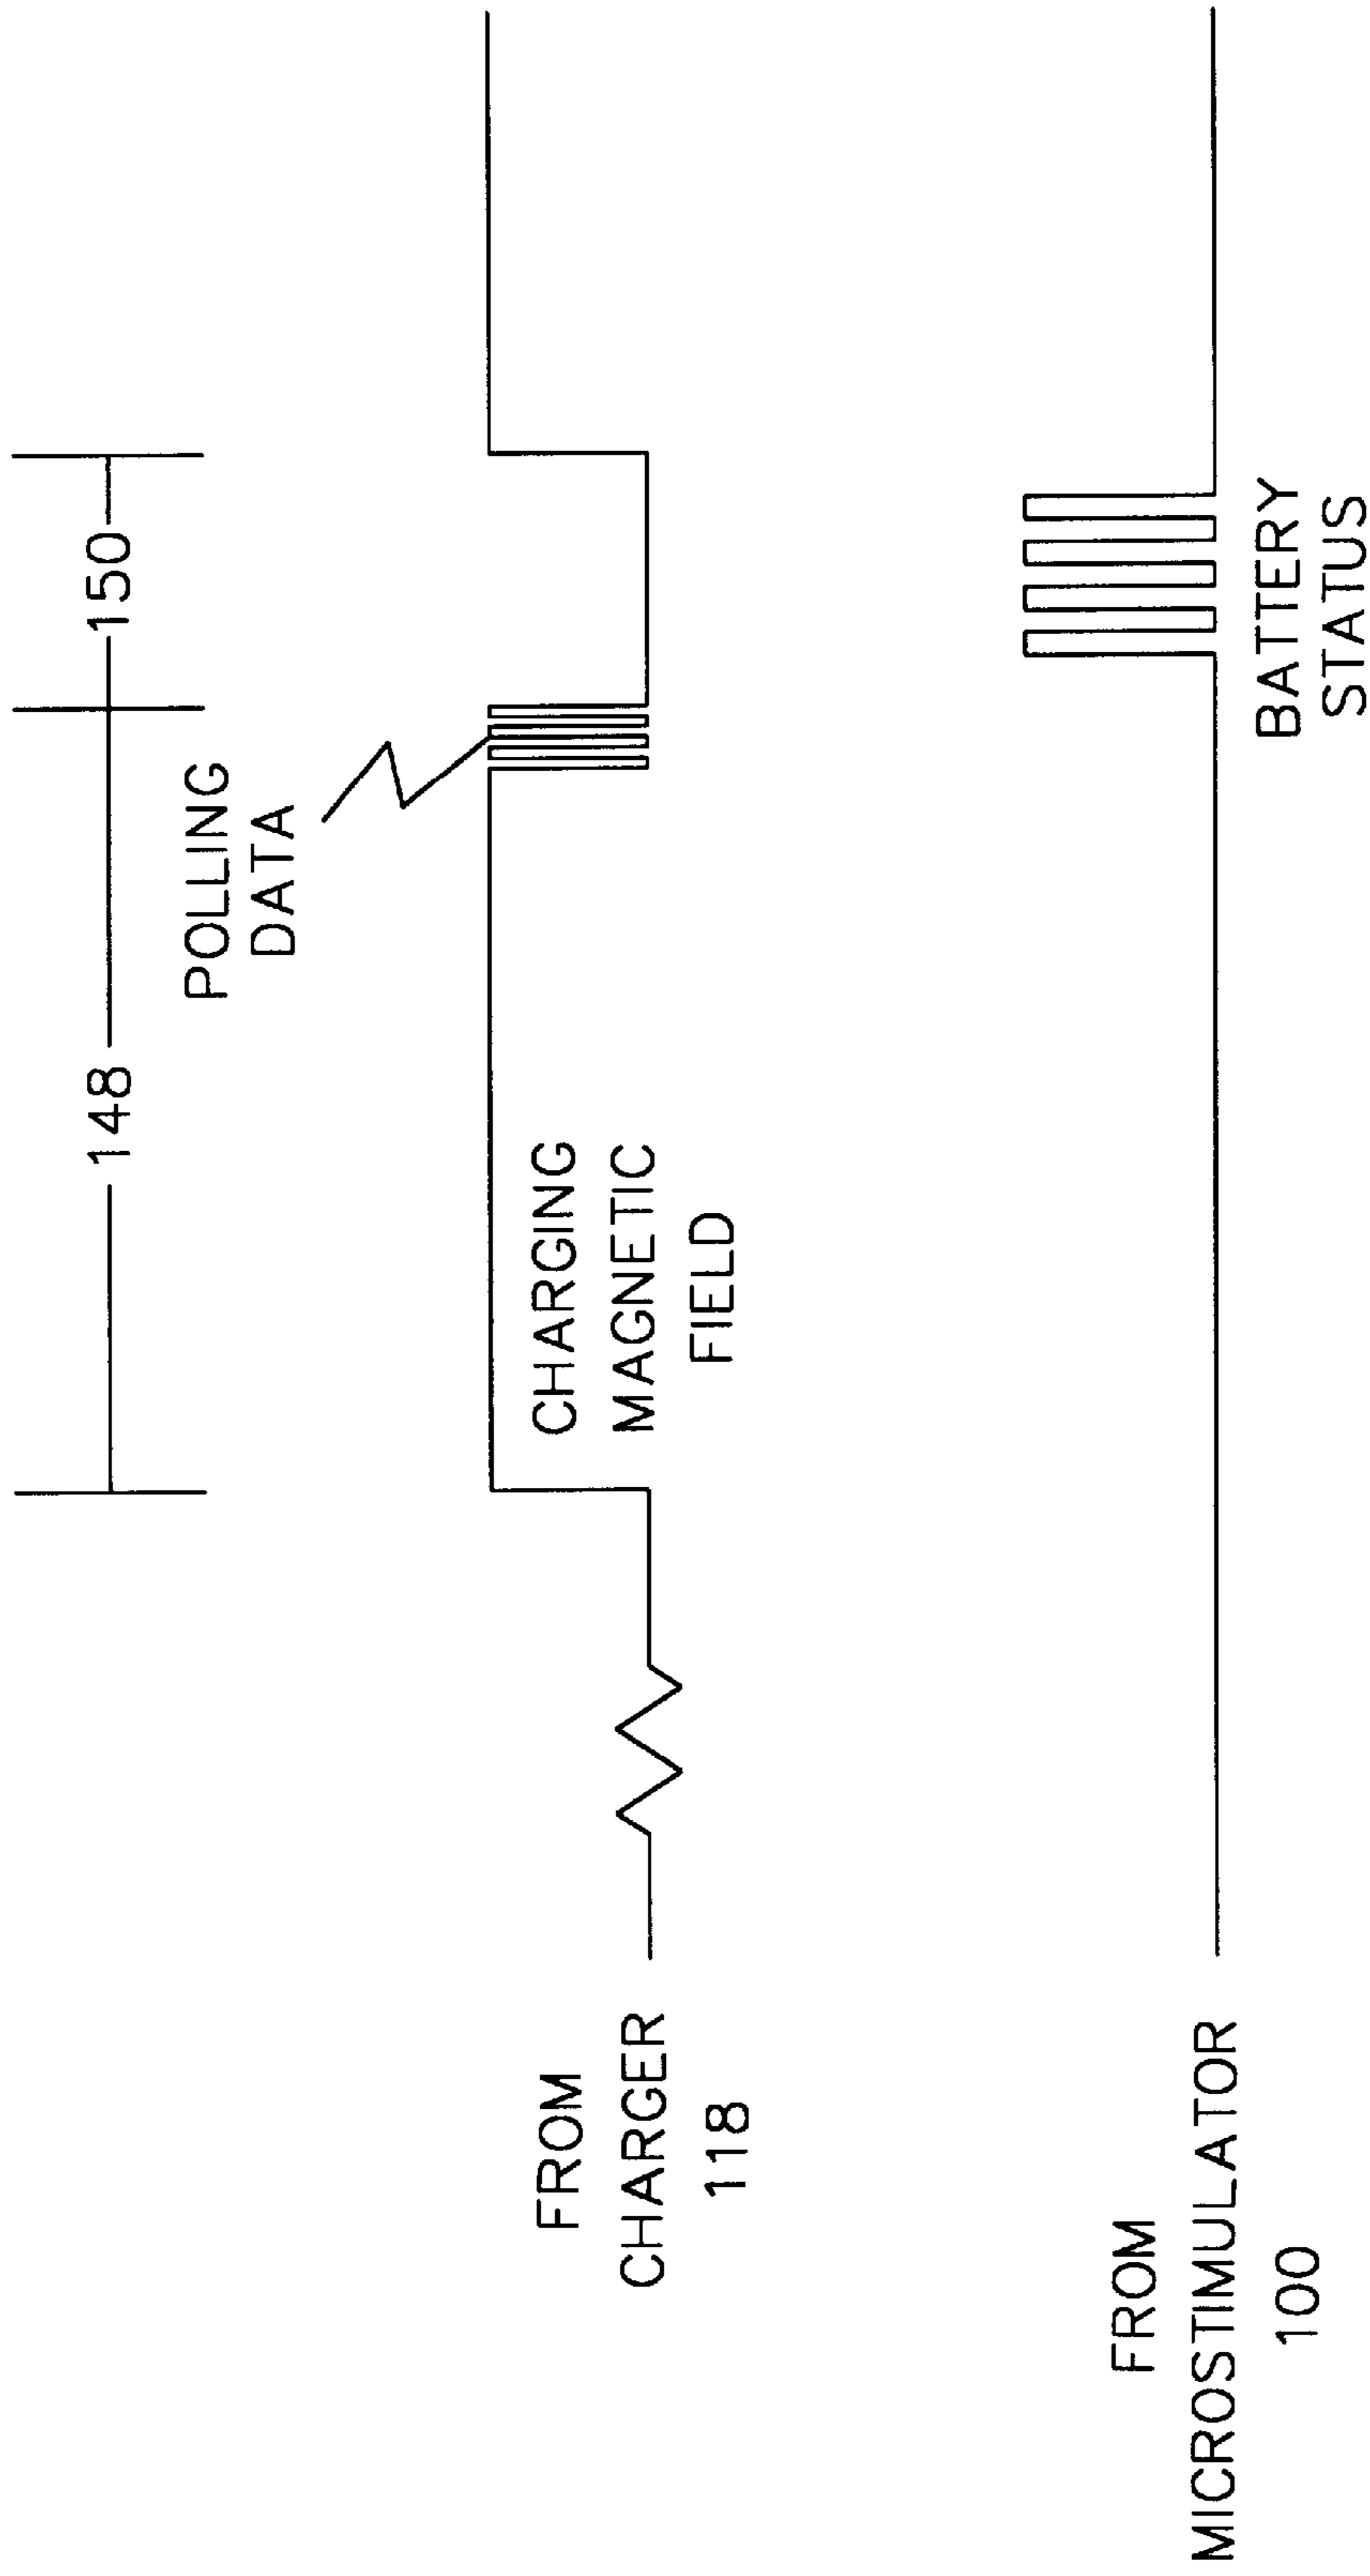 148
150
POLLING
DATA
FROM
CHARGER
118
CHARGING
MAGNETIC
FIELD
FROM
MICROSTIMULATOR
100
BATTERY
STATUS